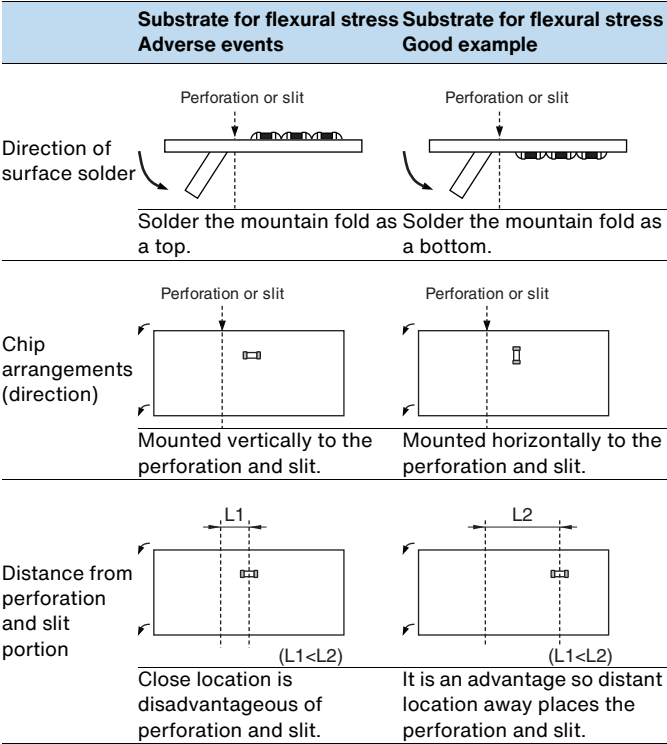 Substrate for flexural stress
Adverse events
Substrate for flexural stress
Good example
Direction of
surface solder
Perforation or slit
Solder the mountain fold as
a top.
Perforation or slit
Solder the mountain fold as
a bottom.
Chip
arrangements
(direction)
Perforation or slit
Mounted vertically to the
perforation and slit.
Perforation or slit
Mounted horizontally to the
perforation and slit.
Distance from
perforation
and slit
portion
L1
(L1<L2)
Close location is
disadvantageous of
perforation and slit.
L2
(L1<L2)
It is an advantage so distant
location away places the
perforation and slit.